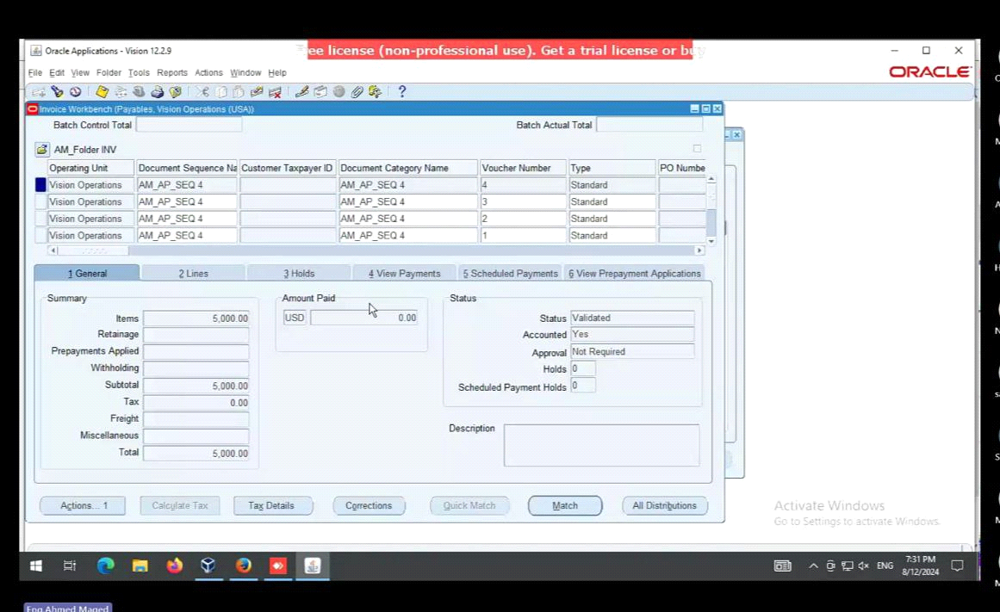 Oracle Applications - Vision 12.2.9
ee license (non-professional use). Get a trial license or bu
File Edit View Folder Tools Reports Actions Window Help
ORACLE
Invoice Workbench (Payables, Vision Operations (USA))
Batch Control Total
Batch Actual Total
AM_Folder INV
Operating Unit Document Sequence Na Customer Taxpayer ID Document Category Name Voucher Number Type PO Numbe
Vision Operations AM_AP_SEQ 4 AM_AP_SEQ 4 4 Standard
Vision Operations AM_AP_SEQ 4 AM_AP_SEQ 4 3 Standard
Vision Operations AM_AP_SEQ 4 AM_AP_SEQ 4 2 Standard
Vision Operations AM_AP_SEQ 4 AM_AP_SEQ 4 1 Standard
1 General 2 Lines 3 Holds 4 View Payments 5 Scheduled Payments 6 View Prepayment Applications
Summary
Items 5,000.00
Retainage
Prepayments Applied
Withholding
Subtotal 5,000.00
Tax 0.00
Freight
Miscellaneous
Total 5,000.00
Amount Paid
USD 0.00
Status
Status Validated
Accounted Yes
Approval Not Required
Holds 0
Scheduled Payment Holds 0
Description
Actions... 1 Calculate Tax Tax Details Corrections Quick Match Match All Distributions
Activate Windows
Go to Settings to activate Windows.
ENG
7:31 PM
8/12/2024
Eng Ahmed Maged